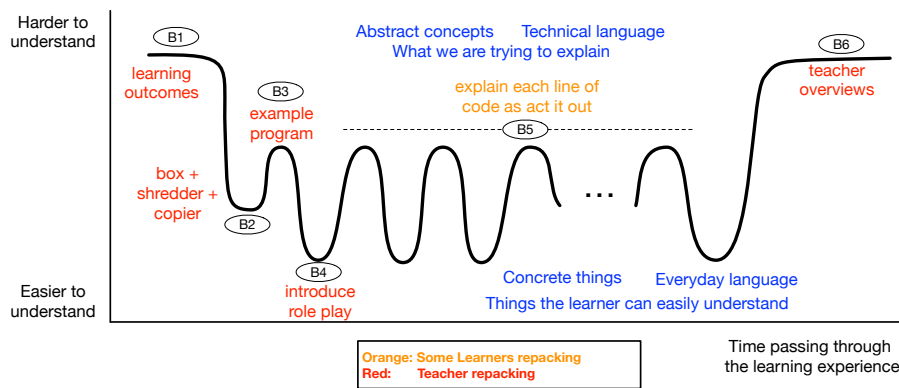 Harder to
understand
B1
learning
outcomes
box +
shredder +
copier
B2
B3
example
program
B4
introduce
role play
Abstract concepts
Technical language
What we are trying to explain
explain each line of
code as act it out
B5
...
B6
teacher
overviews
Concrete things
Everyday language
Things the learner can easily understand
Easier to
understand
Orange: Some Learners repacking
Red: Teacher repacking
Time passing through
the learning experience